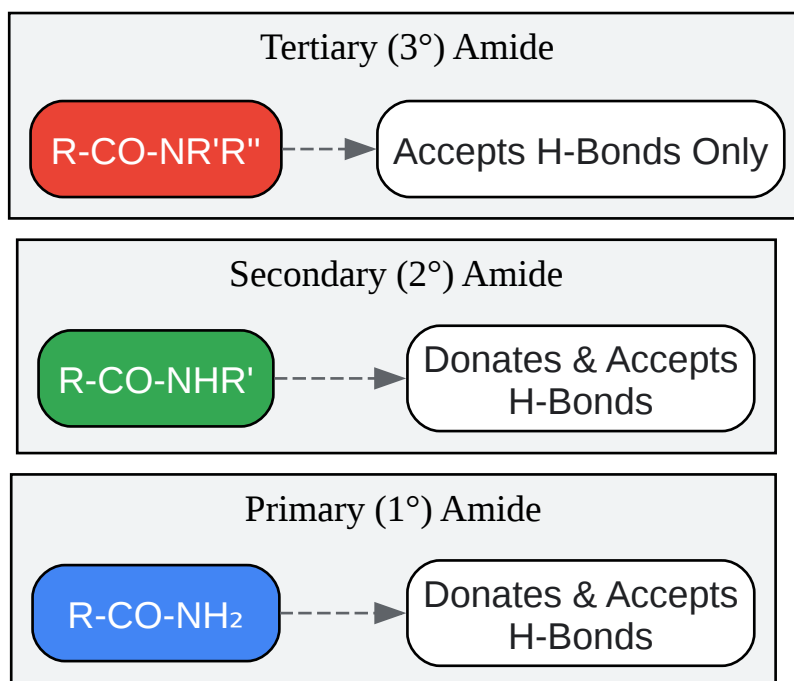 Tertiary (3°) Amide
R-CO-NR'R"
Accepts H-Bonds Only
Secondary (2°) Amide
R-CO-NHR'
Donates & Accepts
H-Bonds
Primary (1°) Amide
R-CO-NH₂
Donates & Accepts
H-Bonds